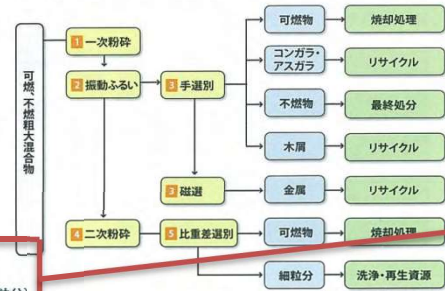 可燃、不燃粗大混合物
1 一次粉砕
2 振動ふるい
3 手選別
可燃物
焼却処理
コンガラ・
アスガラ
リサイクル
不燃物
最終処分
木屑
リサイクル
3 磁選
金属
リサイクル
4 二次粉砕
5 比重差選別
可燃物
焼却処理
細粒分
洗浄・再生資源